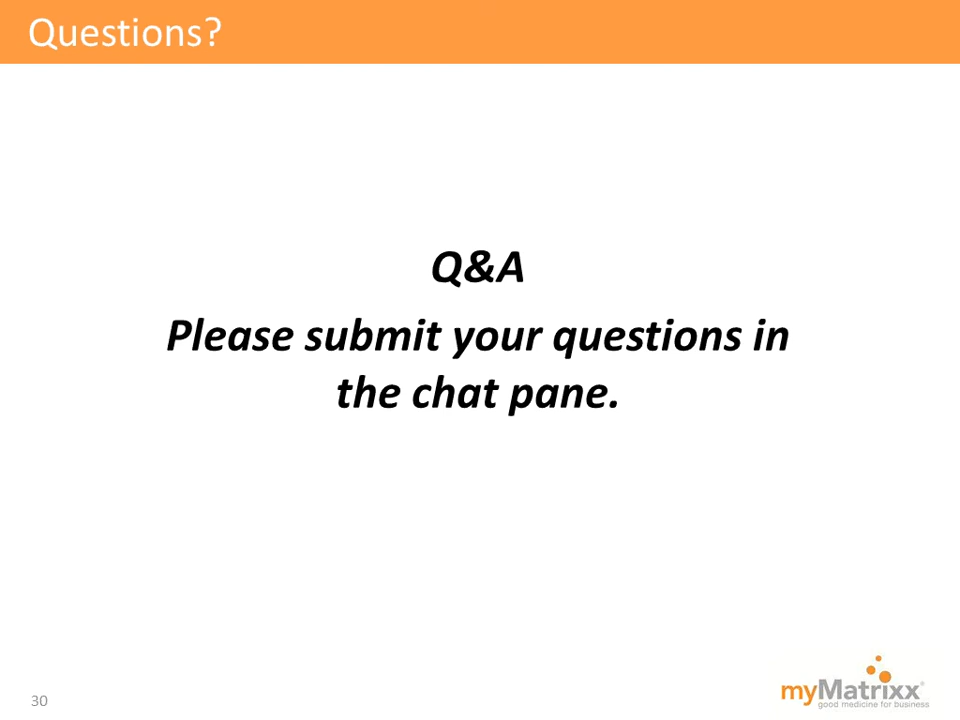 Questions?
Q&A
Please submit your questions in
the chat pane.
30
myMatrixx®
good medicine for business